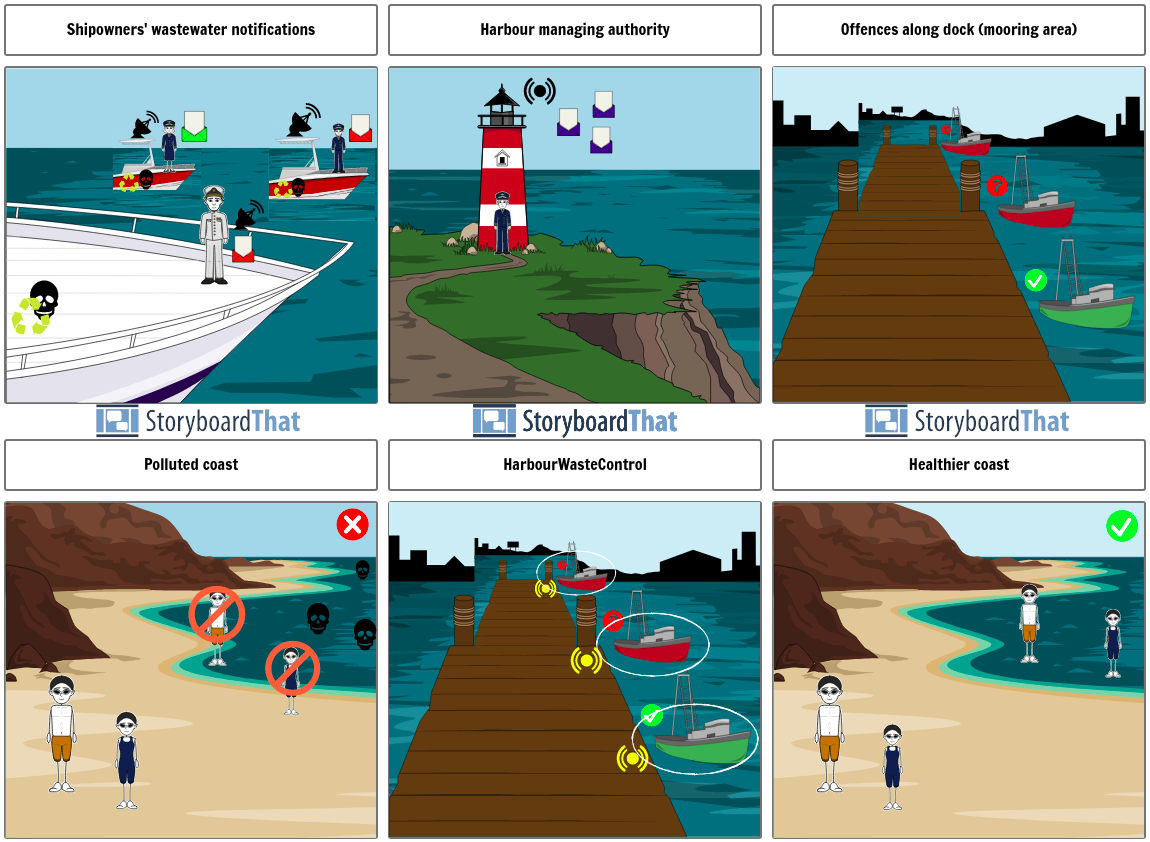 Shipowners' wastewater notifications
Harbour managing authority
Offences along dock (mooring area)
StoryboardThat
StoryboardThat
StoryboardThat
Polluted coast
HarbourWasteControl
Healthier coast